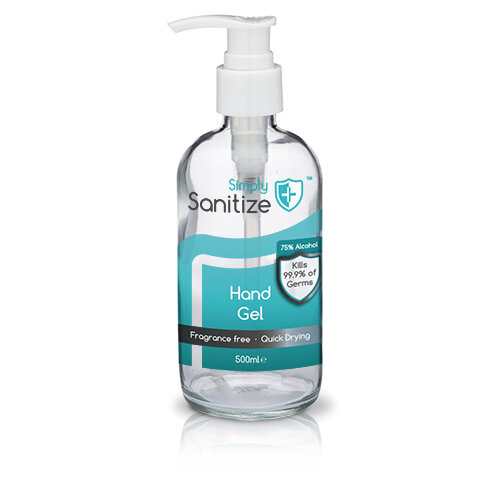 Simply
Sanitize
™
75% Alcohol
Kills
99.9% of
Germs
Hand
Gel
Fragrance free • Quick Drying
500ml ℮